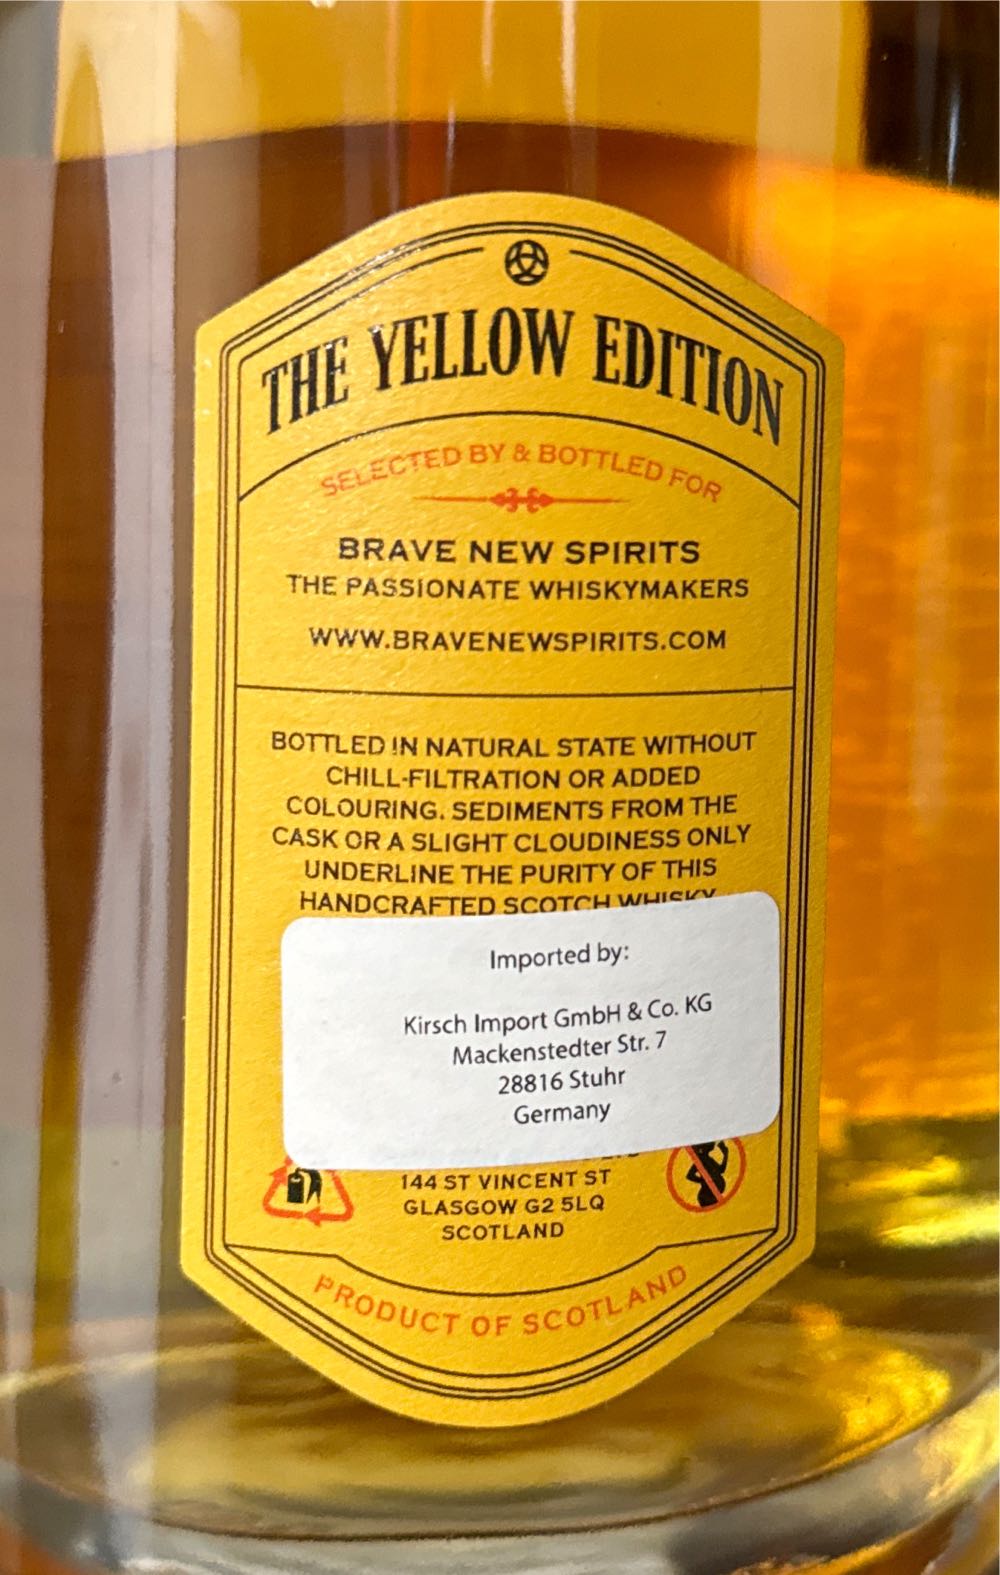 THE YELLOW EDITION
SELECTED BY & BOTTLED FOR
BRAVE NEW SPIRITS
THE PASSIONATE WHISKYMAKERS
WWW.BRAVENEWSPIRITS.COM
BOTTLED IN NATURAL STATE WITHOUT
CHILL-FILTRATION OR ADDED
COLOURING. SEDIMENTS FROM THE
CASK OR A SLIGHT CLOUDINESS ONLY
UNDERLINE THE PURITY OF THIS
HANDCRAFTED SCOTCH WHISKY
Imported by:
Kirsch Import GmbH & Co. KG
Mackenstedter Str. 7
28816 Stuhr
Germany
144 ST VINCENT ST
GLASGOW G2 5LQ
SCOTLAND
PRODUCT OF SCOTLAND